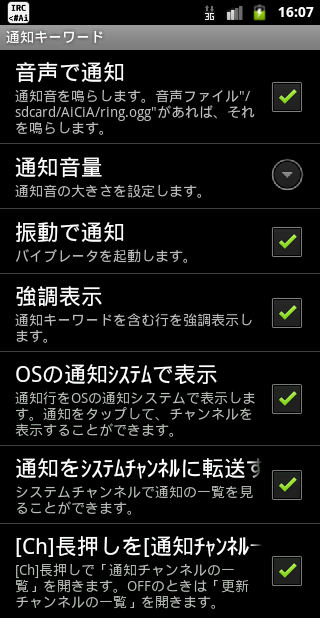 IRC
<#Ai
3G
16:07
通知キーワード
音声で通知
通知音を鳴らします。音声ファイル"/
sdcard/AiCiA/ring.ogg"があれば、それ
を鳴らします。
通知音量
通知音の大きさを設定します。
振動で通知
バイブレータを起動します。
強調表示
通知キーワードを含む行を強調表示し
ます。
OSの通知ｼｽﾃﾑで表示
通知行をOSの通知システムで表示しま
す。通知をタップして、チャンネルを
表示することができます。
通知をｼｽﾃﾑﾁｬﾝﾈﾙに転送す
システムチャンネルで通知の一覧を見
ることができます。
[Ch]長押しを[通知ﾁｬﾝﾈﾙ一
[Ch]長押しで「通知チャンネルの一
覧」を開きます。OFFのときは「更新
チャンネルの一覧」を開きます。